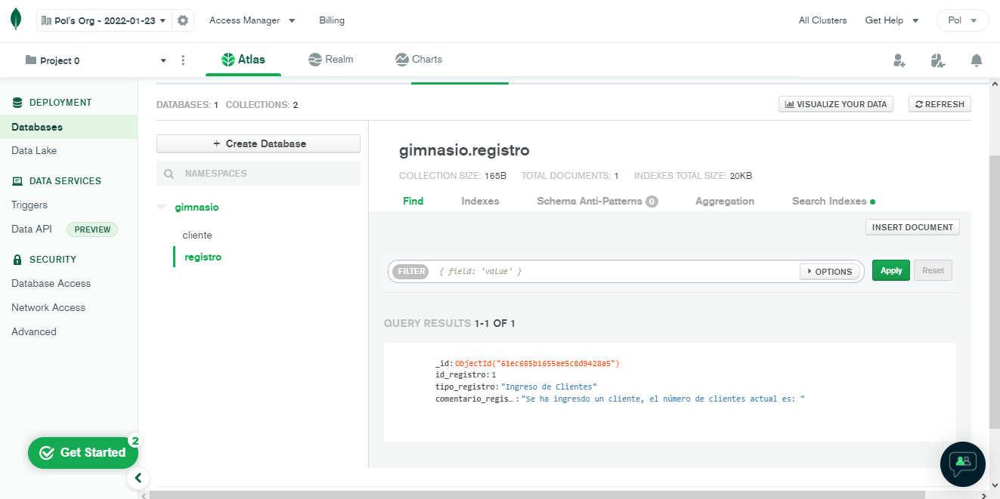 Pol's Org - 2022-01-23
Access Manager
Billing
All Clusters
Get Help
Pol
Project 0
Atlas
Realm
Charts
DEPLOYMENT
Databases
Data Lake
DATA SERVICES
Triggers
Data API PREVIEW
SECURITY
Database Access
Network Access
Advanced
Get Started
2
DATABASES: 1 COLLECTIONS: 2
VISUALIZE YOUR DATA
REFRESH
+ Create Database
NAMESPACES
gimnasio
cliente
registro
gimnasio.registro
COLLECTION SIZE: 165B TOTAL DOCUMENTS: 1 INDEXES TOTAL SIZE: 20KB
Find
Indexes
Schema Anti-Patterns 0
Aggregation
Search Indexes
INSERT DOCUMENT
FILTER { field: 'value' }
OPTIONS
Apply
Reset
QUERY RESULTS 1-1 OF 1
_id: ObjectId("61ec685b1655ae5c8d9428a5")
id_registro: 1
tipo_registro: "Ingreso de Clientes"
comentario_regis… : "Se ha ingresdo un cliente, el número de clientes actual es: "